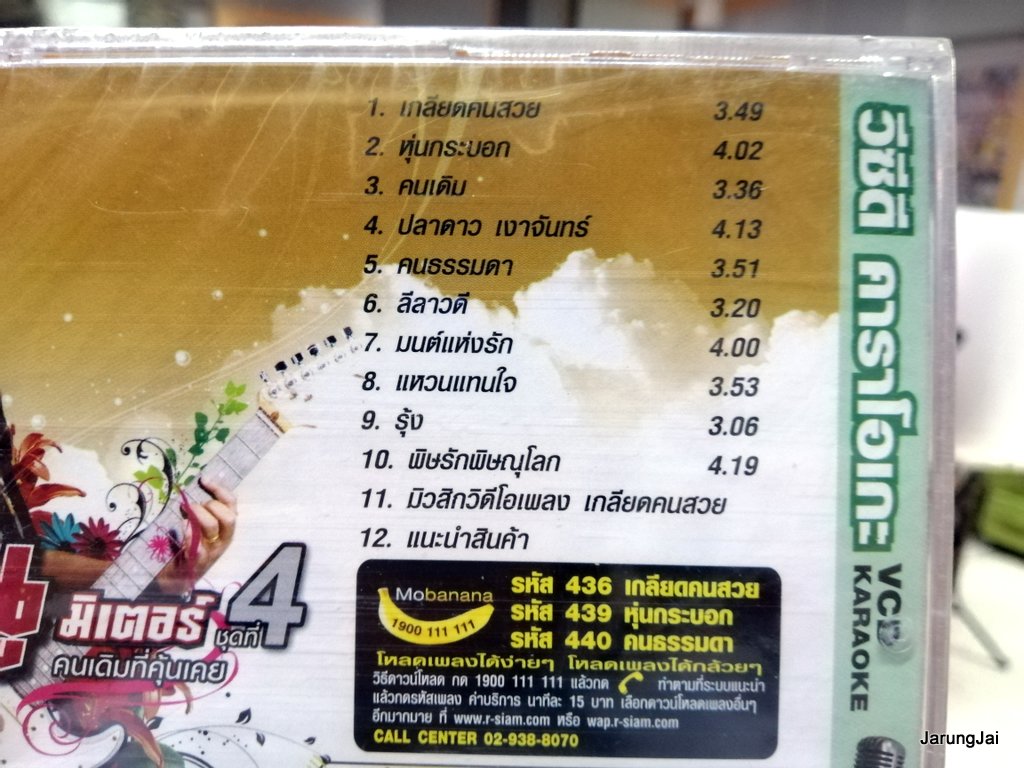 1. เกลียดคนสวย 3.49
2. หุ่นกระบอก 4.02
3. คนเดิม 3.36
4. ปลาดาว เงาจันทร์ 4.13
5. คนธรรมดา 3.51
6. ลีลาวดี 3.20
7. มนต์แห่งรัก 4.00
8. แหวนแทนใจ 3.53
9. รุ้ง 3.06
10. พิษรักพิษณุโลก 4.19
11. มิวสิกวิดีโอเพลง เกลียดคนสวย
12. แนะนำสินค้า
มิเตอร์ ชุดที่ 4
คนเดิมที่คุ้นเคย
Mobanana
1900 111 111
รหัส 436 เกลียดคนสวย
รหัส 439 หุ่นกระบอก
รหัส 440 คนธรรมดา
โหลดเพลงได้ง่ายๆ โหลดเพลงได้กล้วยๆ
วิธีดาวน์โหลด กด 1900 111 111 แล้วกด ทำตามที่ระบบแนะนำ
แล้วกดรหัสเพลง ค่าบริการ นาทีละ 15 บาท เลือกดาวน์โหลดเพลงอื่นๆ
อีกมากมาย ที่ www.r-siam.com หรือ wap.r-siam.com
CALL CENTER 02-938-8070
วีซีดี คาราโอเกะ
VCD
KARAOKE
JarungJai